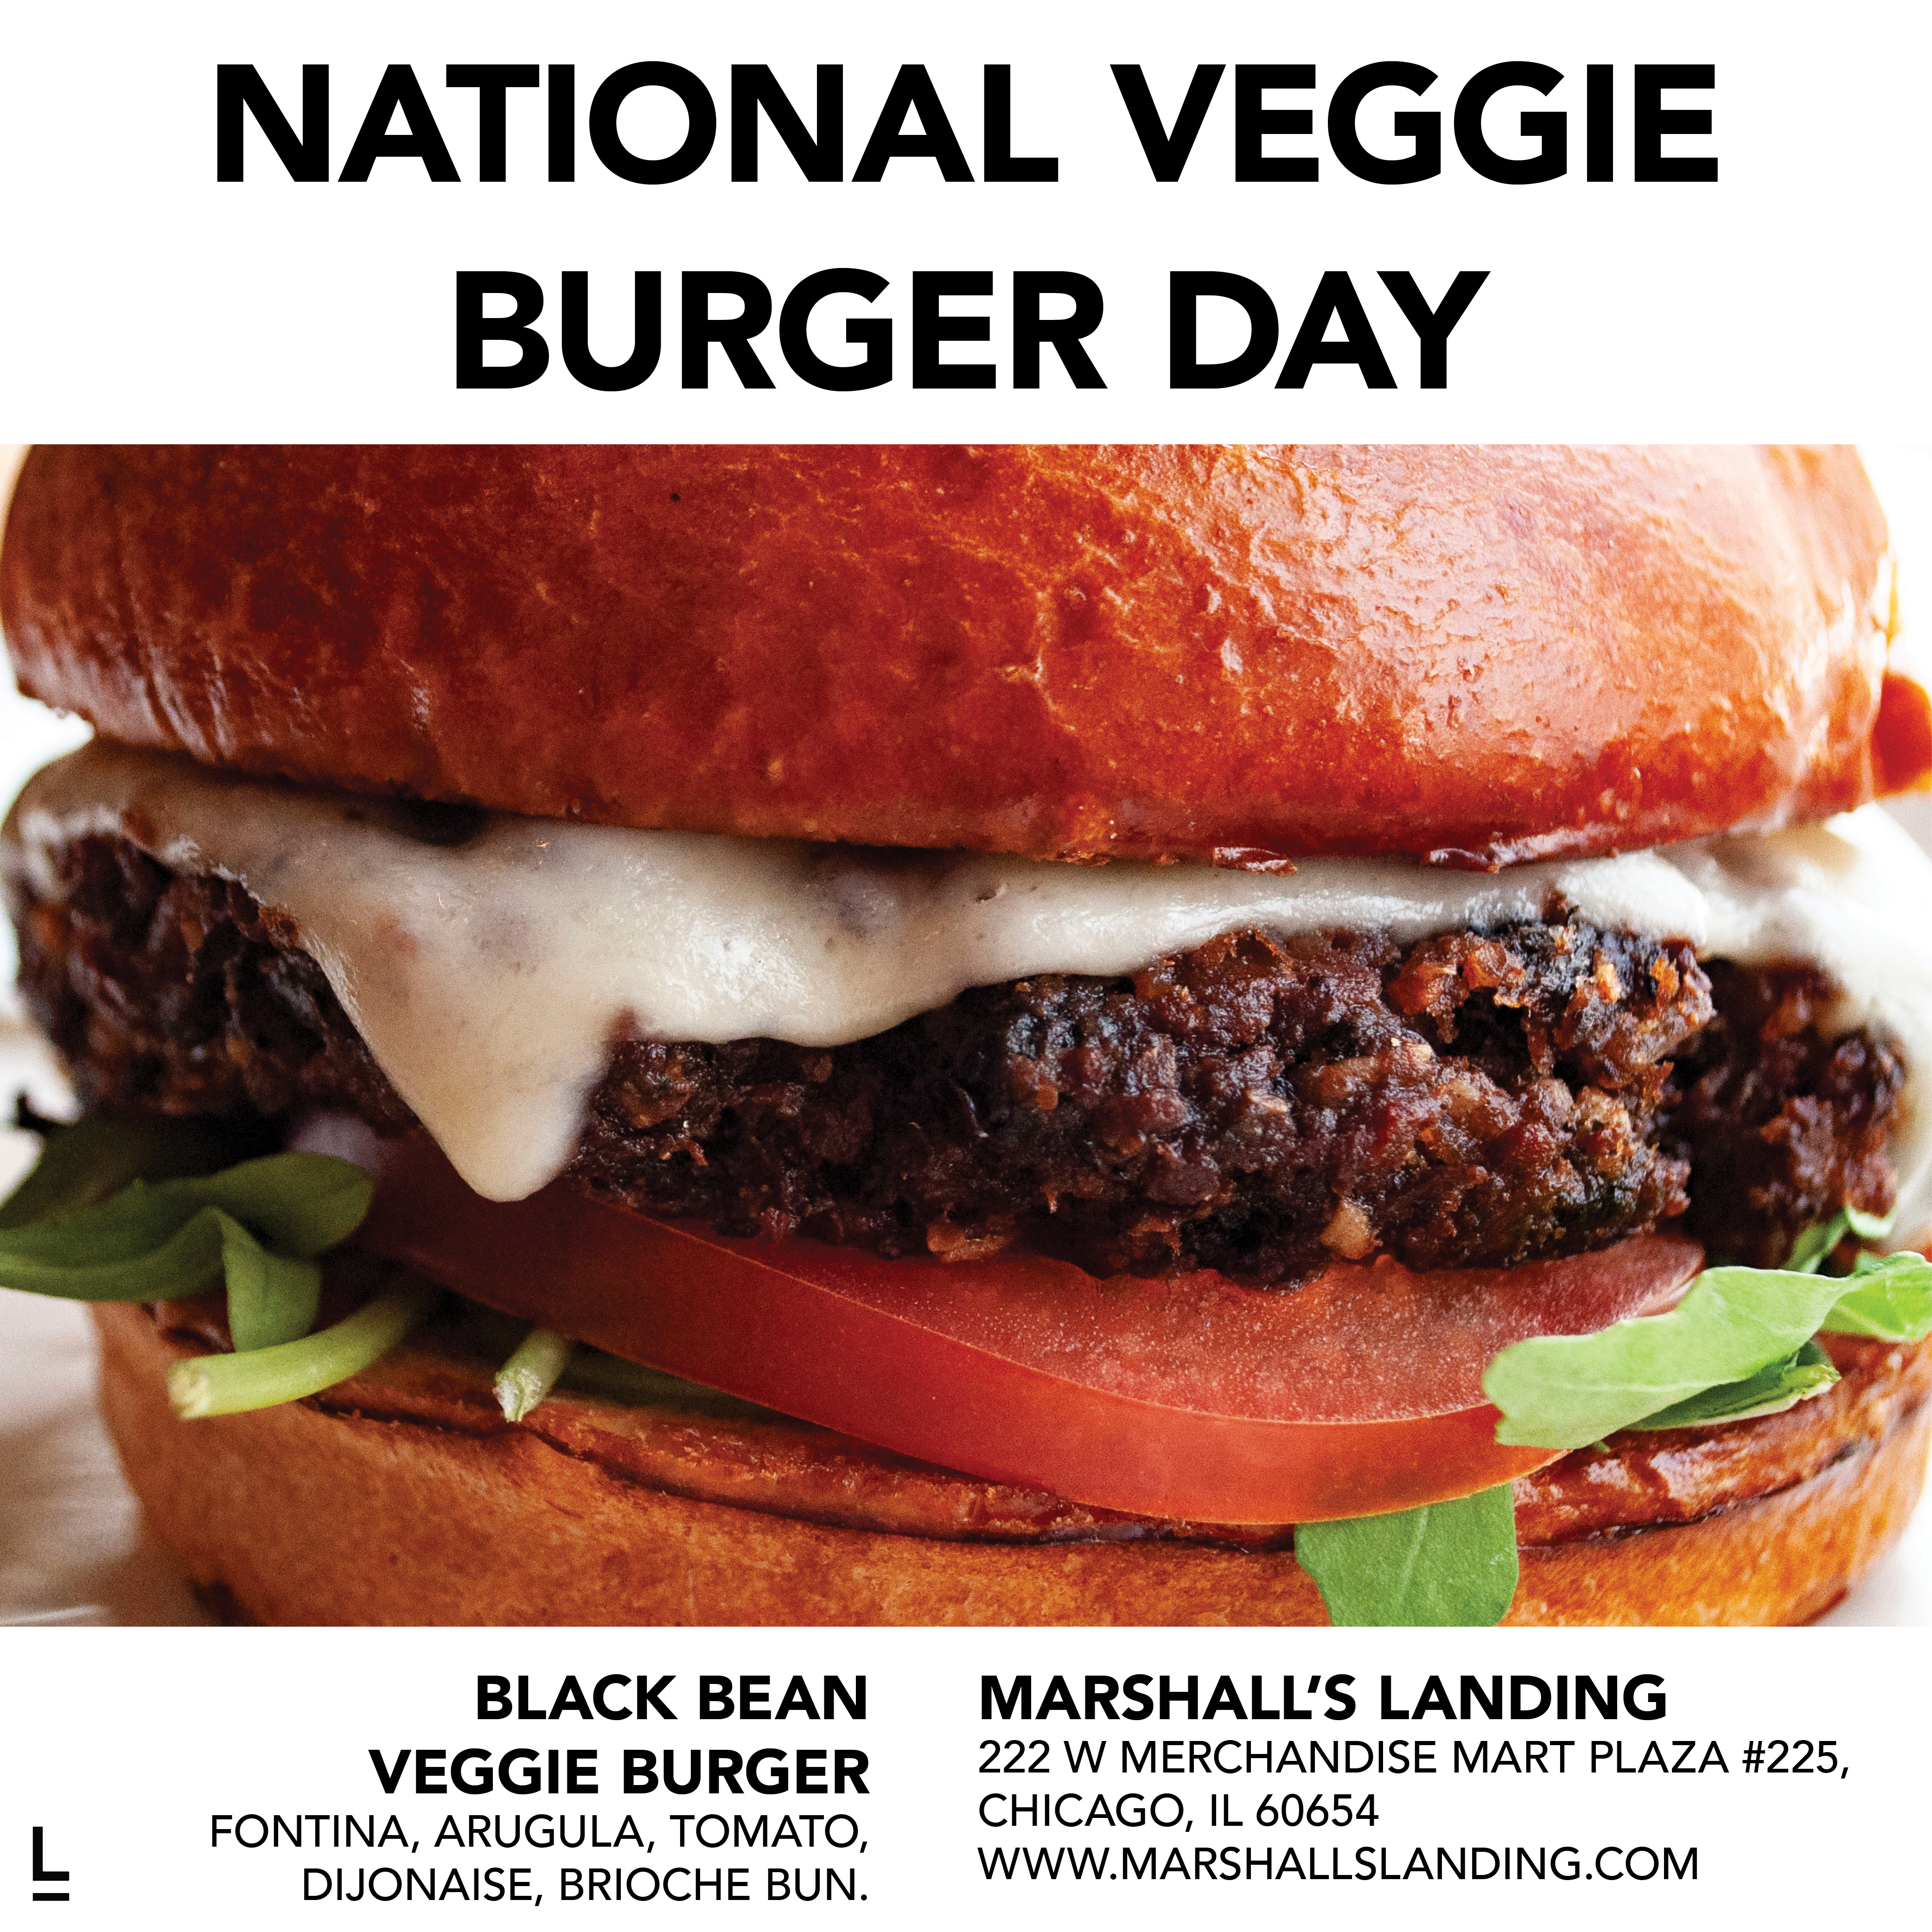 NATIONAL VEGGIE
BURGER DAY
BLACK BEAN
VEGGIE BURGER
FONTINA, ARUGULA, TOMATO,
DIJONAISE, BRIOCHE BUN.
MARSHALL’S LANDING
222 W MERCHANDISE MART PLAZA #225,
CHICAGO, IL 60654
WWW.MARSHALLSLANDING.COM
L